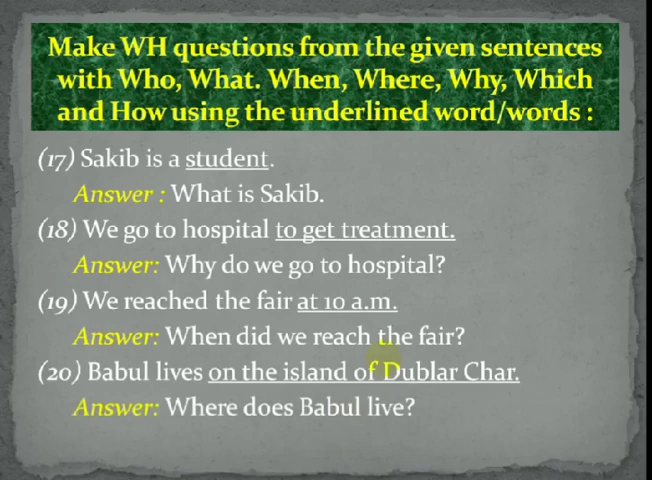 Make WH questions from the given sentences
with Who, What. When, Where, Why, Which
and How using the underlined word/words :
(17) Sakib is a student.
Answer : What is Sakib.
(18) We go to hospital to get treatment.
Answer: Why do we go to hospital?
(19) We reached the fair at 10 a.m.
Answer: When did we reach the fair?
(20) Babul lives on the island of Dublar Char.
Answer: Where does Babul live?